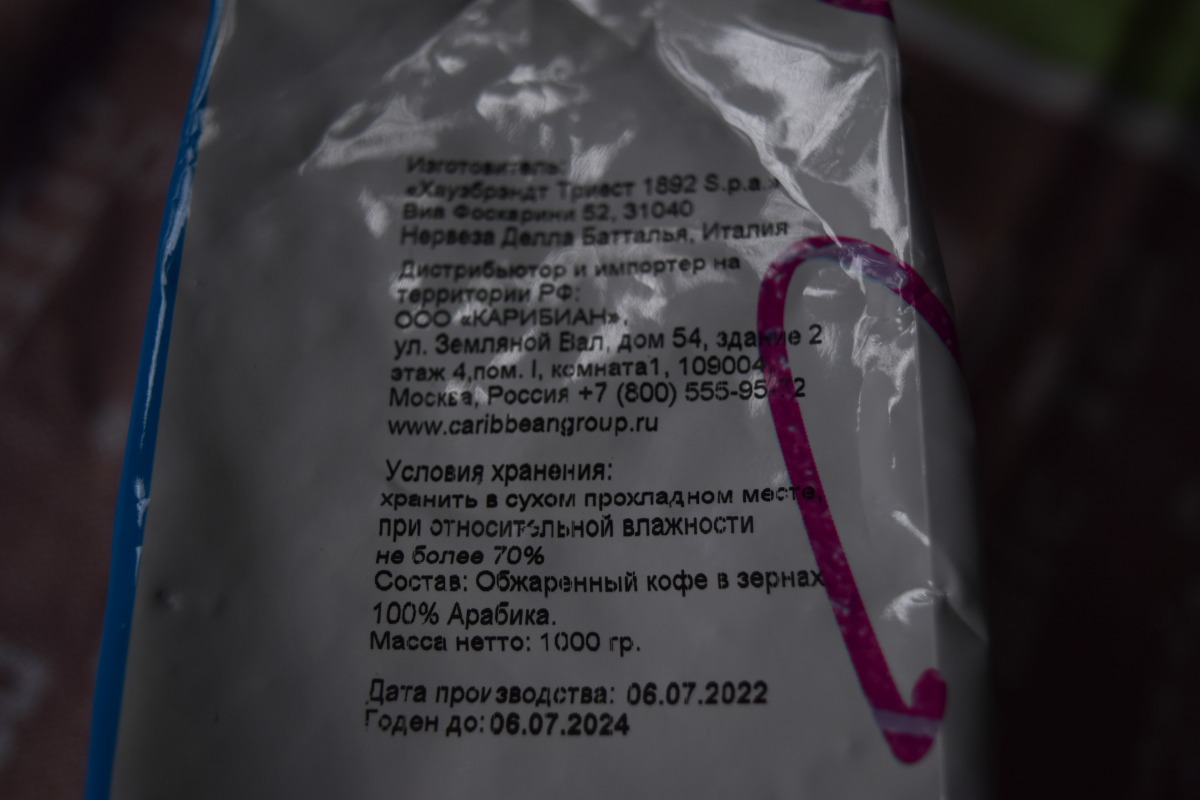 Изготовитель:
«Хаузбрандт Триест 1892 S.p.a.»
Виа Фоскарини 52, 31040
Нервеза Делла Батталья, Италия
Дистрибьютор и импортер на
территории РФ:
ООО «КАРИБИАН»,
ул. Земляной Вал, дом 54, здание 2
этаж 4,пом. I, комната1, 109004
Москва, Россия +7 (800)
www.caribbeangroup.ru
Условия хранения:
хранить в сухом прохладном месте,
при относительной влажности
не более 70%
Состав: Обжаренный кофе в зернах
100% Арабика.
Масса нетто: 1000 гр.
Дата производства: 06.07.2022
Годен до: 06.07.2024